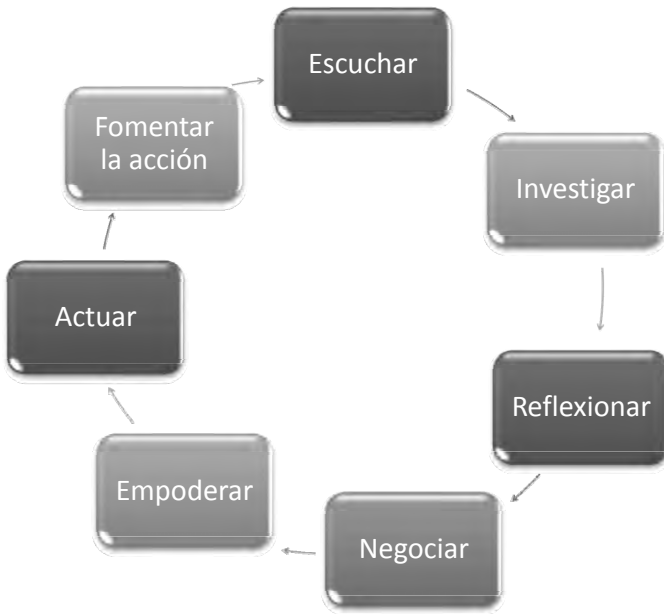 Escuchar
Investigar
Reflexionar
Negociar
Empoderar
Actuar
Fomentar
la acción